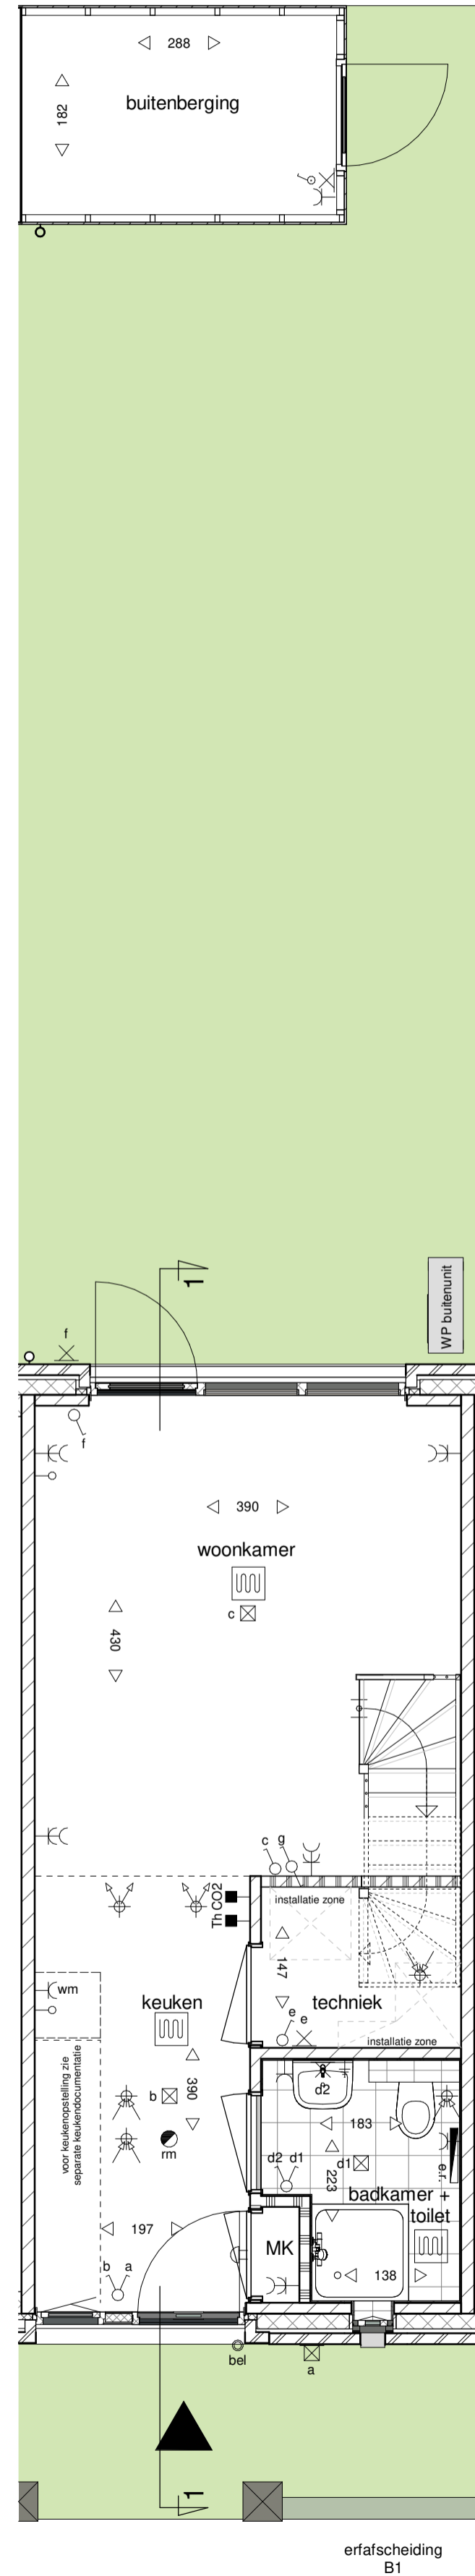 288
182
buitenberging
1
WP buitenunit
f
f
390
woonkamer
c
430
c g
Th CO2
installatie zone
147
wm
keuken
techniek
e e
installatie zone
voor keukenopstelling zie
separate keukendocumentatie
b
390
rm
d2
183
d2 d1
d1
223
e.r.
badkamer +
toilet
197
MK
138
b a
bel
a
1
erfafscheiding
B1